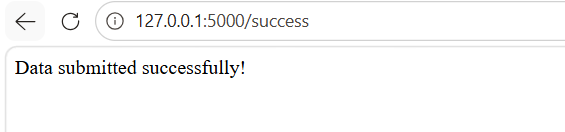 127.0.0.1:5000/success
Data submitted successfully!